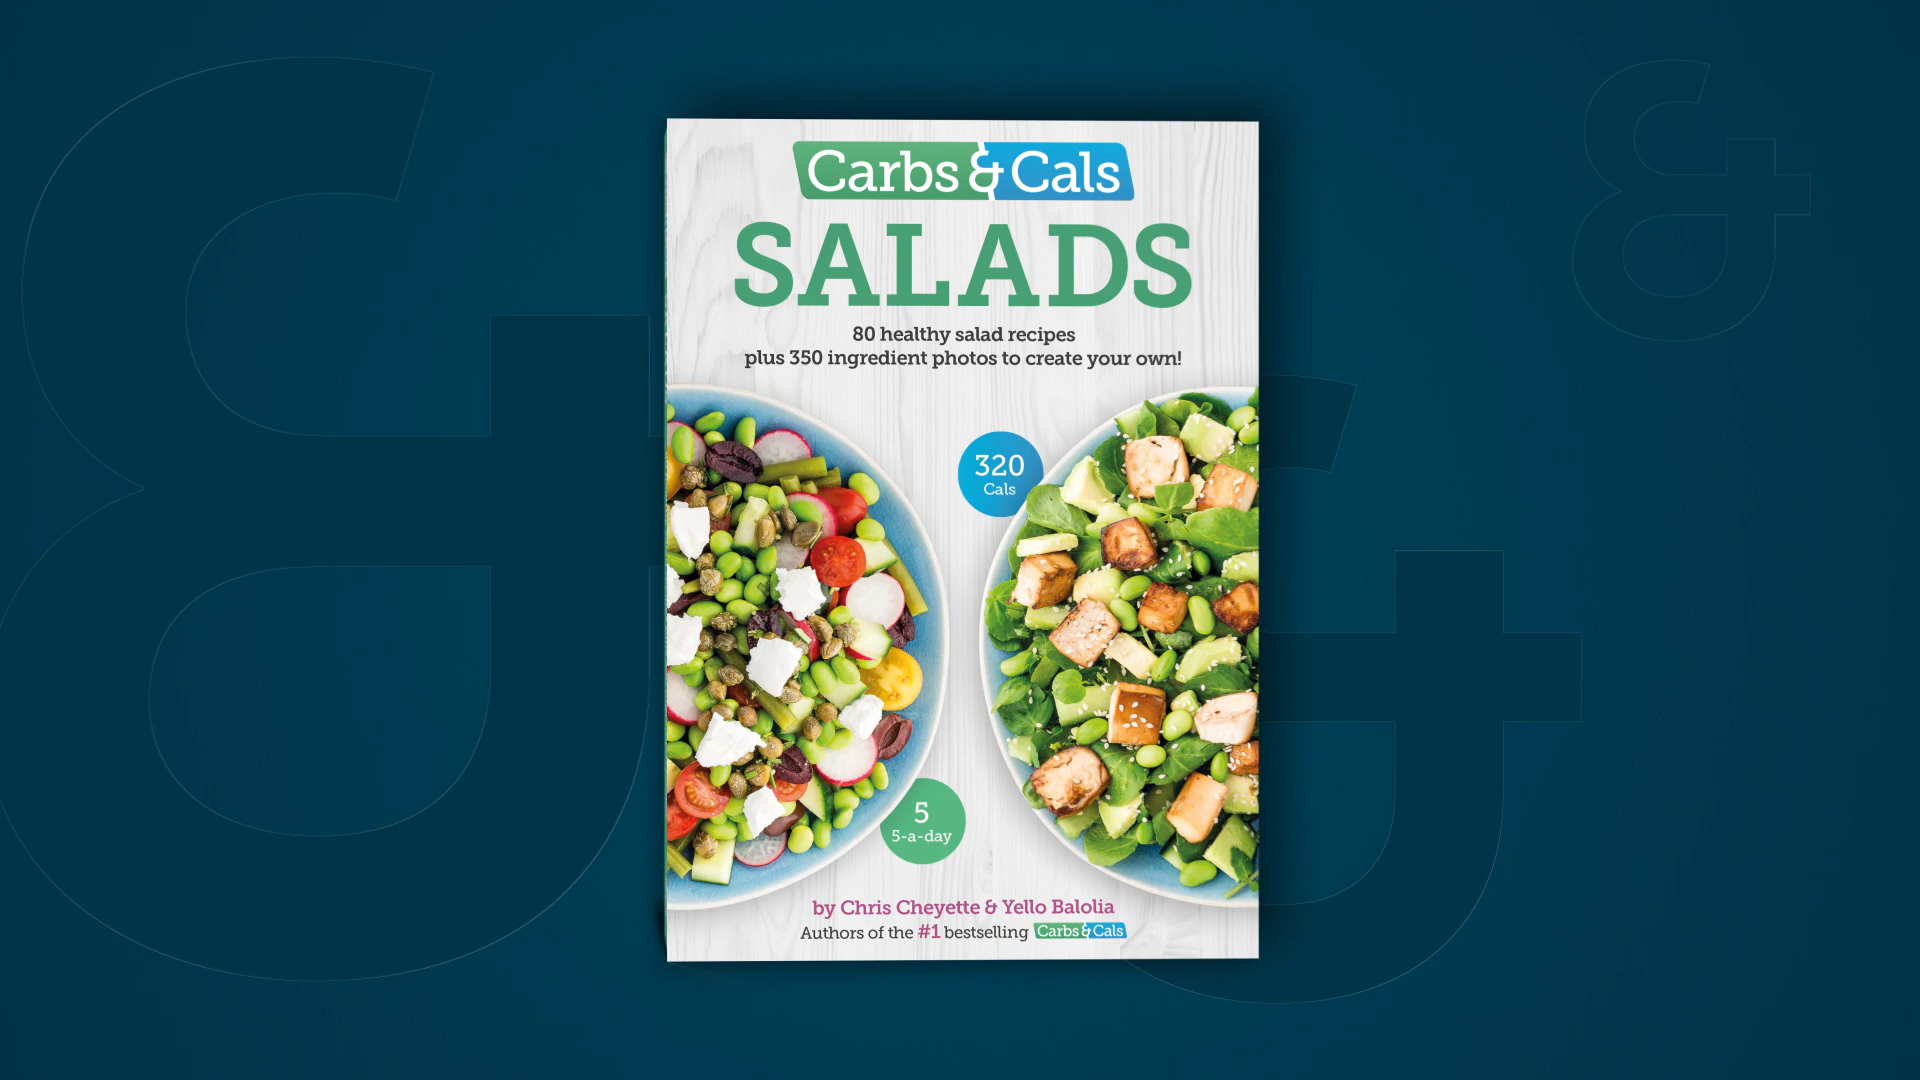 Carbs & Cals
SALADS
80 healthy salad recipes
plus 350 ingredient photos to create your own!
320
Cals
5
5-a-day
by Chris Cheyette & Yello Balolia
Authors of the #1 bestselling Carbs & Cals